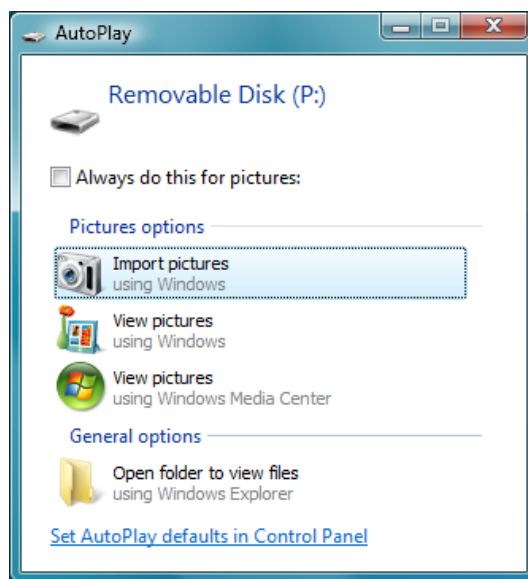 AutoPlay
Removable Disk (P:)
Always do this for pictures:
Pictures options
Import pictures
using Windows
View pictures
using Windows
View pictures
using Windows Media Center
General options
Open folder to view files
using Windows Explorer
Set AutoPlay defaults in Control Panel